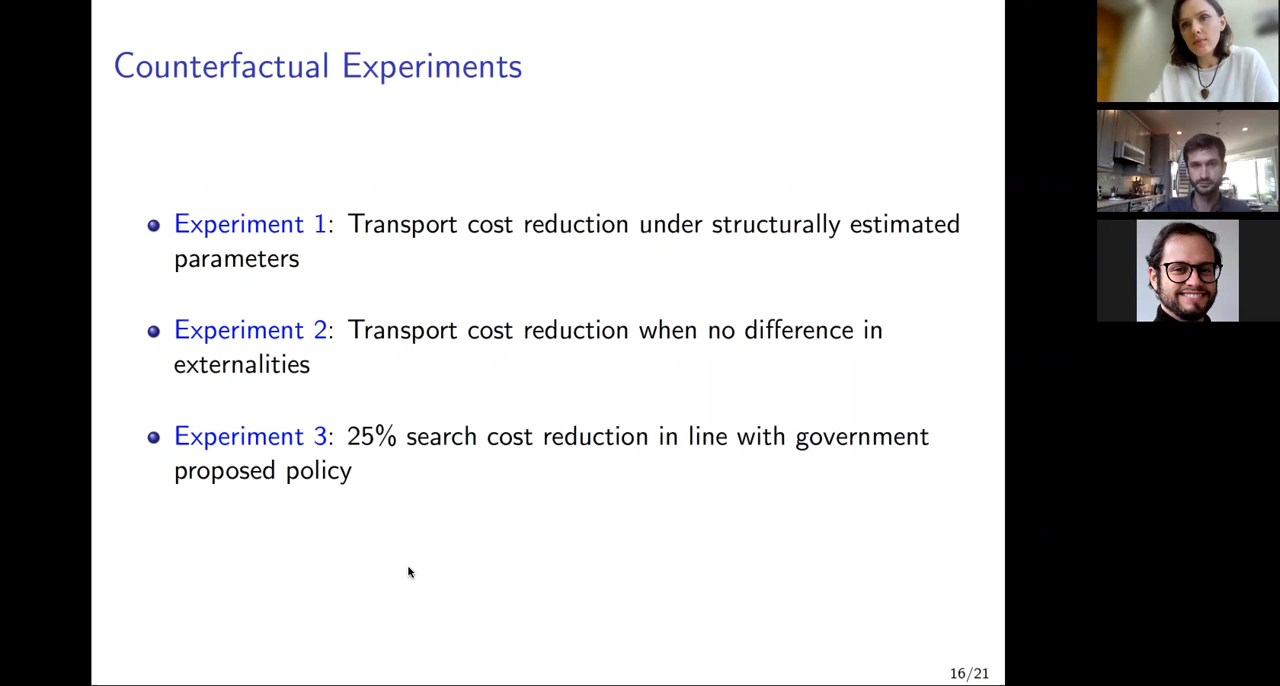 Counterfactual Experiments
Experiment 1: Transport cost reduction under structurally estimated
parameters
Experiment 2: Transport cost reduction when no difference in
externalities
Experiment 3: 25% search cost reduction in line with government
proposed policy
16/21